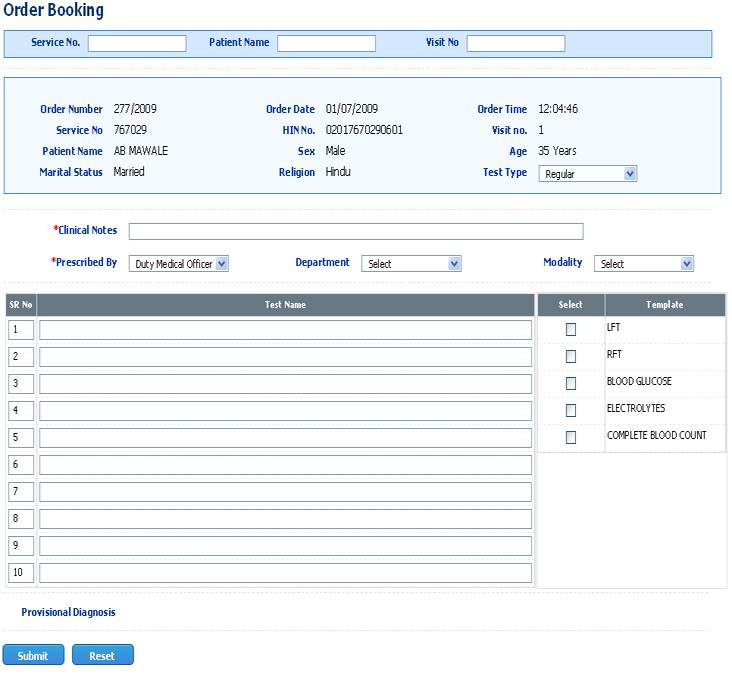 Order Booking
Service No. Patient Name Visit No
Order Number 277/2009 Order Date 01/07/2009 Order Time 12:04:46
Service No 767029 HIN No. 02017670290601 Visit no. 1
Patient Name AB MAWALE Sex Male Age 35 Years
Marital Status Married Religion Hindu Test Type Regular
*Clinical Notes
*Prescribed By Duty Medical Officer Department Select Modality Select
SR No Test Name Select Template
1 LFT
2 RFT
3 BLOOD GLUCOSE
4 ELECTROLYTES
5 COMPLETE BLOOD COUNT
6
7
8
9
10
Provisional Diagnosis
Submit Reset